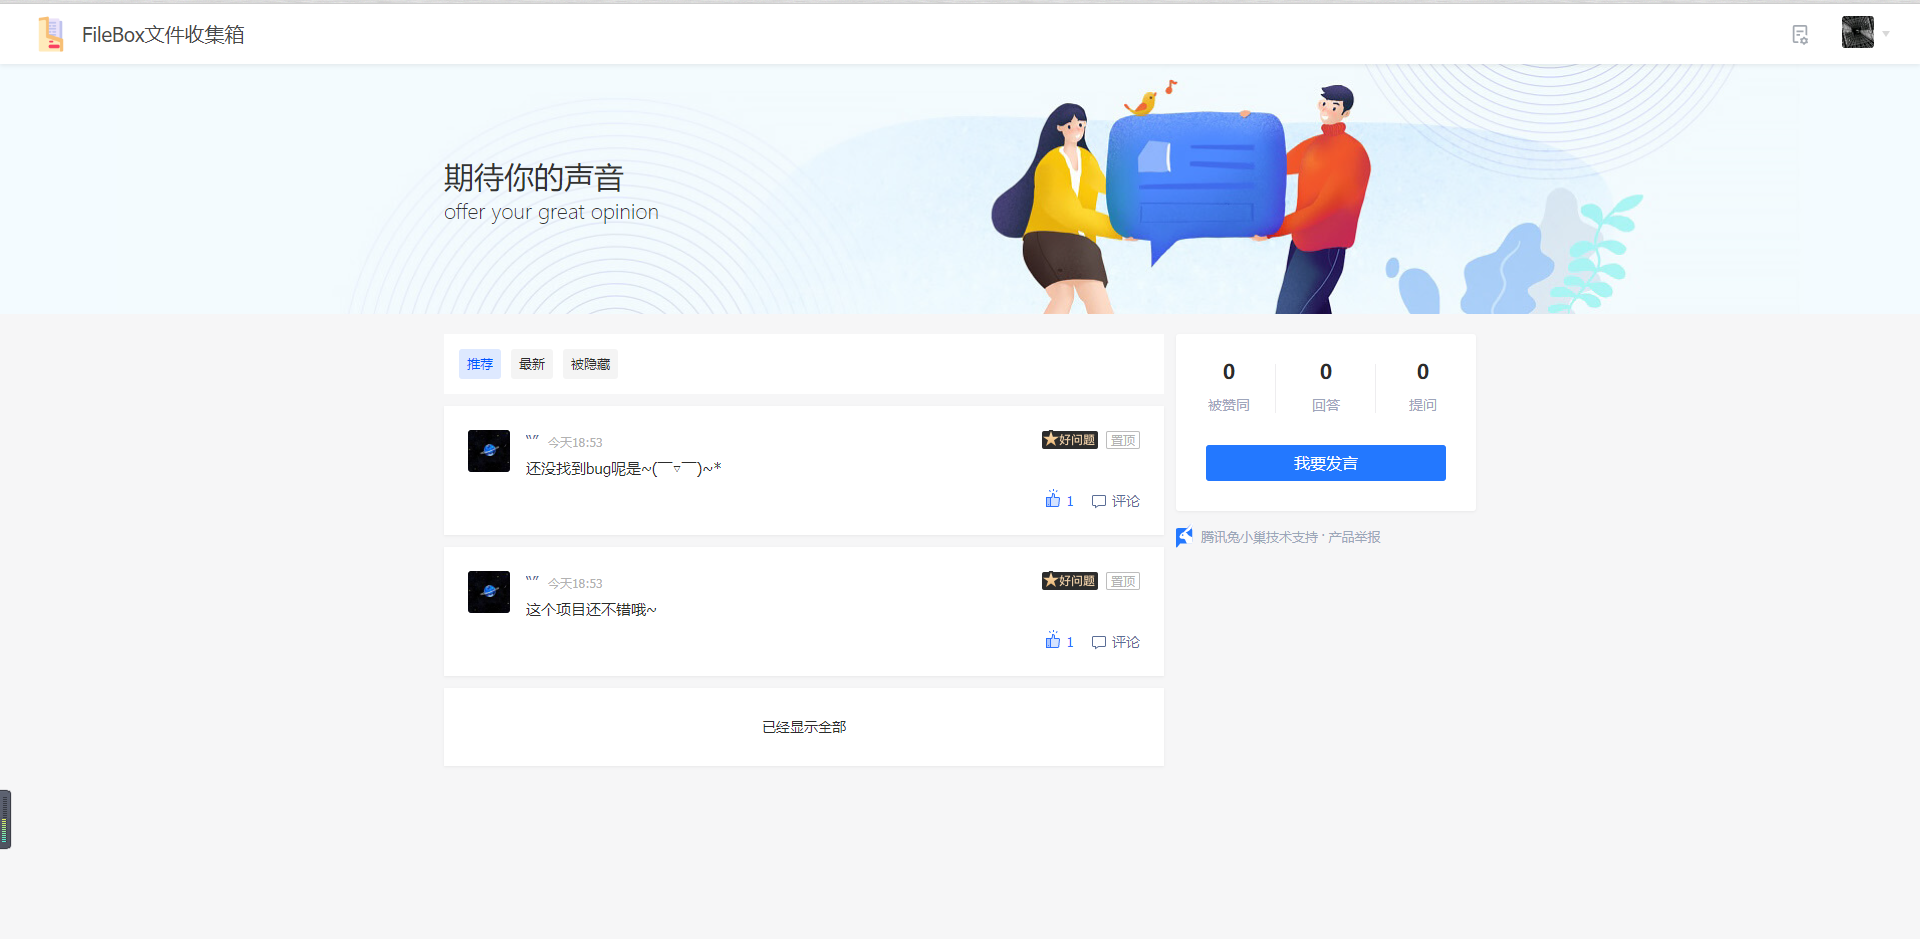 FileBox文件收集箱
期待你的声音
offer your great opinion
推荐 最新 被隐藏
“” 今天18:53 好问题 置顶
还没找到bug呢是~(￣▽￣)~*
1 评论
“” 今天18:53 好问题 置顶
这个项目还不错哦~
1 评论
已经显示全部
0 0 0
被赞同 回答 提问
我要发言
腾讯兔小巢技术支持 · 产品举报